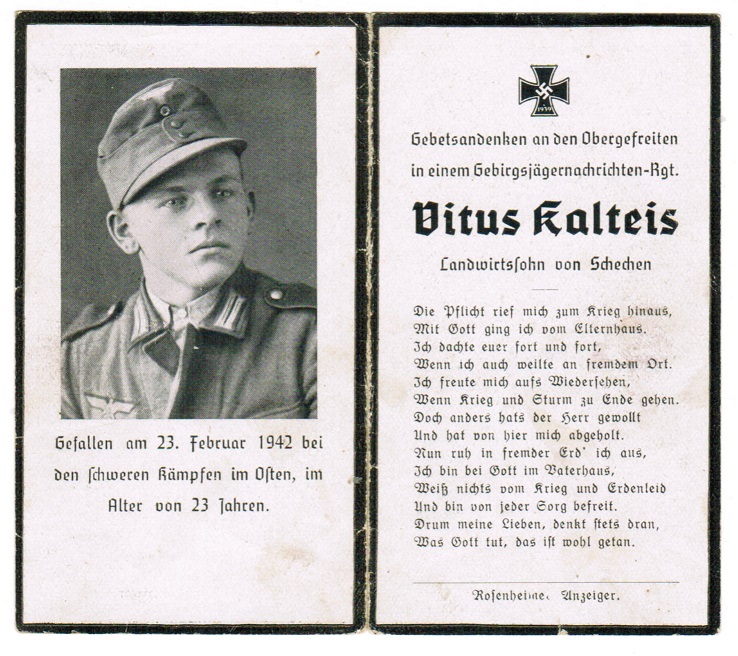 Gefallen am 23. Februar 1942 bei
den schweren Kämpfen im Osten, im
Alter von 23 Jahren.
1939
Gebetsandenken an den Obergefreiten
in einem Gebirgsjägernachrichten-Rgt.
Vitus Kalteis
Landwirtssohn von Schechen
Die Pflicht rief mich zum Krieg hinaus,
Mit Gott ging ich vom Elternhaus.
Ich dachte euer fort und fort,
Wenn ich auch weilte an fremdem Ort.
Ich freute mich aufs Wiedersehen,
Wenn Krieg und Sturm zu Ende gehen.
Doch anders hats der Herr gewollt
Und hat von hier mich abgeholt.
Nun ruh in fremder Erd' ich aus,
Ich bin bei Gott im Vaterhaus,
Weiß nichts vom Krieg und Erdenleid
Und bin von jeder Sorg befreit.
Drum meine Lieben, denkt stets dran,
Was Gott tut, das ist wohl getan.
Rosenheimer Anzeiger.